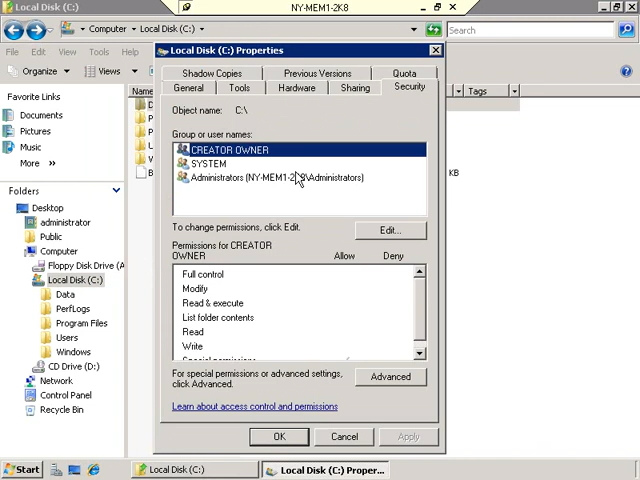 Local Disk (C:)
NY-MEM1-2K8
Computer
Local Disk (C:)
Search
File
Edit
View
Tools
Help
Organize
Views
Favorite Links
Documents
Pictures
Music
More »
Folders
Desktop
administrator
Public
Computer
Floppy Disk Drive (A
Local Disk (C:)
Data
PerfLogs
Program Files
Users
Windows
CD Drive (D:)
Network
Control Panel
Recycle Bin
Name
Tags
KB
Local Disk (C:) Properties
Shadow Copies
Previous Versions
Quota
General
Tools
Hardware
Sharing
Security
Object name: C:\
Group or user names:
CREATOR OWNER
SYSTEM
Administrators (NY-MEM1-2K8\Administrators)
To change permissions, click Edit.
Edit...
Permissions for CREATOR
OWNER
Allow
Deny
Full control
Modify
Read & execute
List folder contents
Read
Write
Special permissions
For special permissions or advanced settings,
click Advanced.
Advanced
Learn about access control and permissions
OK
Cancel
Apply
Start
Local Disk (C:)
Local Disk (C:) Proper...